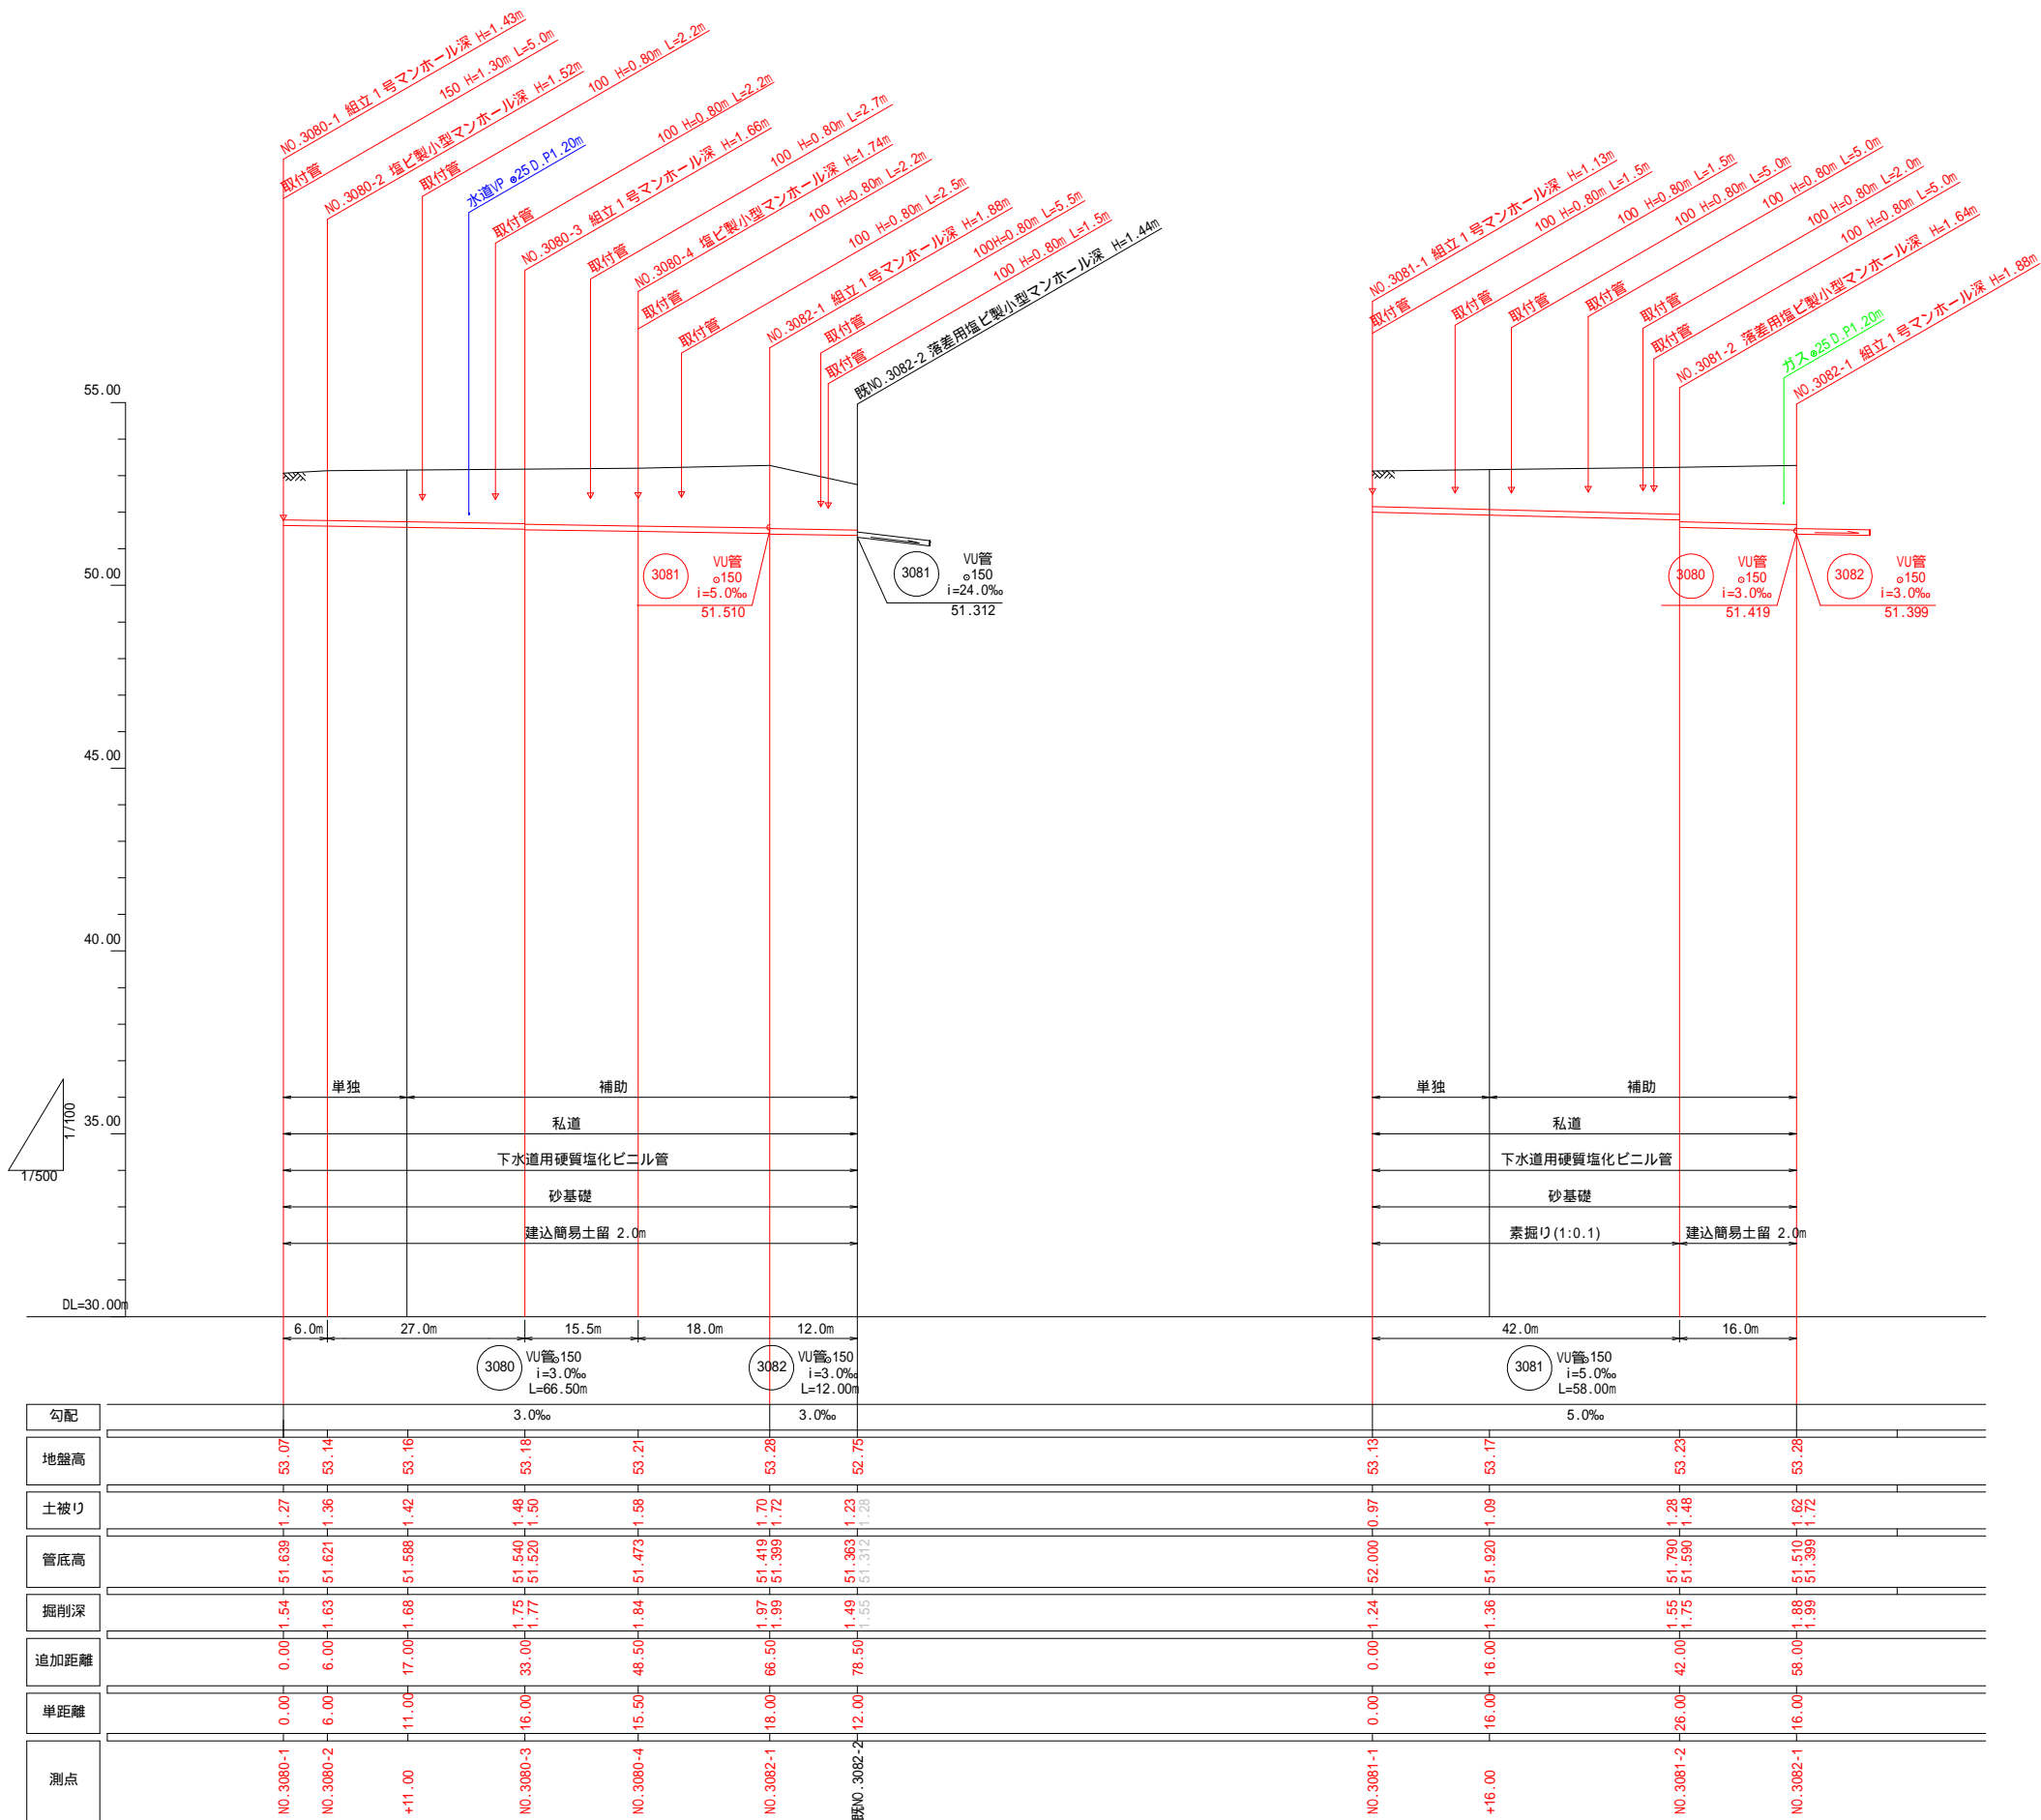 NO.3080-1 組立1号マンホール深 H=1.43m
取付管 150 H=1.30m L=5.0m
NO.3080-2 塩ビ製小型マンホール深 H=1.52m
取付管 100 H=0.80m L=2.2m
水道VP ⌀25 D.P1.20m
取付管 100 H=0.80m L=2.2m
NO.3080-3 組立1号マンホール深 H=1.66m
取付管 100 H=0.80m L=2.7m
NO.3080-4 塩ビ製小型マンホール深 H=1.74m
取付管 100 H=0.80m L=2.2m
取付管 100 H=0.80m L=2.5m
NO.3082-1 組立1号マンホール深 H=1.88m
取付管 100H=0.80m L=5.5m
取付管 100 H=0.80m L=1.5m
既NO.3082-2 落差用塩ビ製小型マンホール深 H=1.44m
NO.3081-1 組立1号マンホール深 H=1.13m
取付管 100 H=0.80m L=1.5m
取付管 100 H=0.80m L=1.5m
取付管 100 H=0.80m L=5.0m
取付管 100 H=0.80m L=5.0m
取付管 100 H=0.80m L=2.0m
取付管 100 H=0.80m L=5.0m
NO.3081-2 落差用塩ビ製小型マンホール深 H=1.64m
ガス ⌀25 D.P1.20m
NO.3082-1 組立1号マンホール深 H=1.88m
55.00
50.00
45.00
40.00
35.00
DL=30.00m
1/100
1/500
3081 VU管
⌀150
i=5.0‰
51.510
3081 VU管
⌀150
i=24.0‰
51.312
3080 VU管
⌀150
i=3.0‰
51.419
3082 VU管
⌀150
i=3.0‰
51.399
単独 補助
私道
下水道用硬質塩化ビニル管
砂基礎
建込簡易土留 2.0m
単独 補助
私道
下水道用硬質塩化ビニル管
砂基礎
素掘り(1:0.1) 建込簡易土留 2.0m
6.0m 27.0m 15.5m 18.0m 12.0m 42.0m 16.0m
3080 VU管⌀150
i=3.0‰
L=66.50m
3082 VU管⌀150
i=3.0‰
L=12.00m
3081 VU管⌀150
i=5.0‰
L=58.00m
勾配 3.0‰ 3.0‰ 5.0‰
地盤高 53.07 53.14 53.16 53.18 53.21 53.28 52.75 53.13 53.17 53.23 53.28
土被り 1.27 1.36 1.42 1.48 1.50 1.58 1.70 1.72 1.23 1.28 0.97 1.09 1.28 1.48 1.62 1.72
管底高 51.639 51.621 51.588 51.540 51.520 51.473 51.419 51.399 51.363 51.312 52.000 51.920 51.790 51.590 51.510 51.399
掘削深 1.54 1.63 1.68 1.75 1.77 1.84 1.97 1.99 1.49 1.55 1.24 1.36 1.55 1.75 1.88 1.99
追加距離 0.00 6.00 17.00 33.00 48.50 66.50 78.50 0.00 16.00 42.00 58.00
単距離 0.00 6.00 11.00 16.00 15.50 18.00 12.00 0.00 16.00 26.00 16.00
測点 NO.3080-1 NO.3080-2 +11.00 NO.3080-3 NO.3080-4 NO.3082-1 既NO.3082-2 NO.3081-1 +16.00 NO.3081-2 NO.3082-1